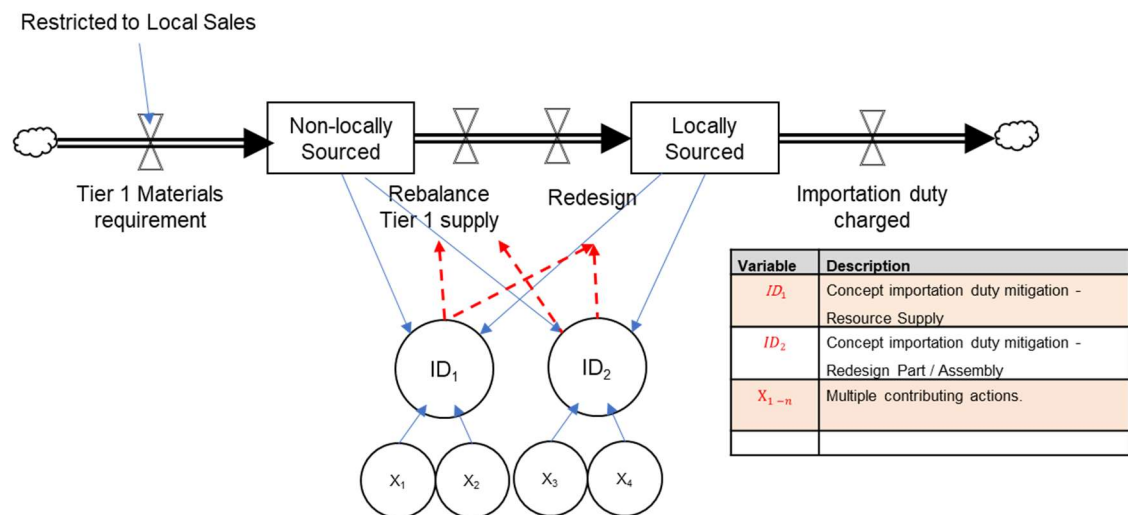 Restricted to Local Sales
Non-locally
Sourced
Locally
Sourced
Tier 1 Materials
requirement
Rebalance
Tier 1 supply
Redesign
Importation duty
charged
ID1
ID2
X1
X2
X3
X4
Variable Description
ID1 Concept importation duty mitigation -
Resource Supply
ID2 Concept importation duty mitigation -
Redesign Part / Assembly
X1-n Multiple contributing actions.